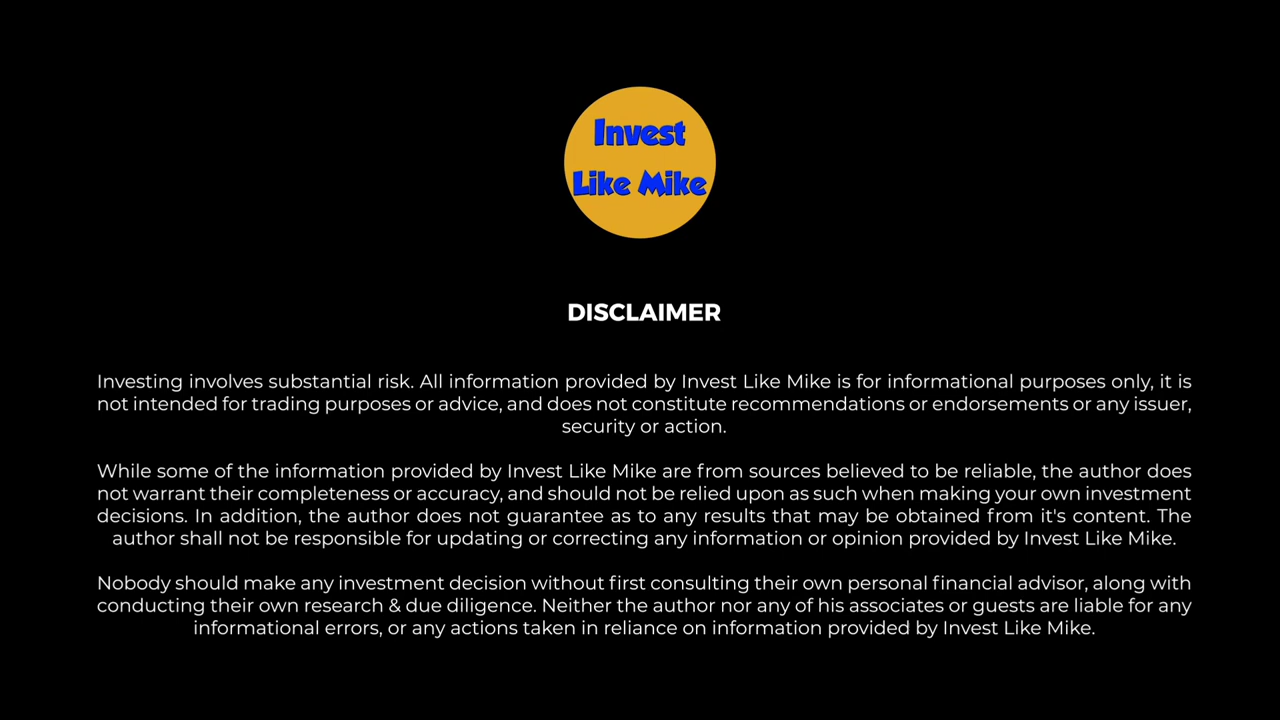 Invest
Like Mike
DISCLAIMER
Investing involves substantial risk. All information provided by Invest Like Mike is for informational purposes only, it is
not intended for trading purposes or advice, and does not constitute recommendations or endorsements or any issuer,
security or action.
While some of the information provided by Invest Like Mike are from sources believed to be reliable, the author does
not warrant their completeness or accuracy, and should not be relied upon as such when making your own investment
decisions. In addition, the author does not guarantee as to any results that may be obtained from it's content. The
author shall not be responsible for updating or correcting any information or opinion provided by Invest Like Mike.
Nobody should make any investment decision without first consulting their own personal financial advisor, along with
conducting their own research & due diligence. Neither the author nor any of his associates or guests are liable for any
informational errors, or any actions taken in reliance on information provided by Invest Like Mike.